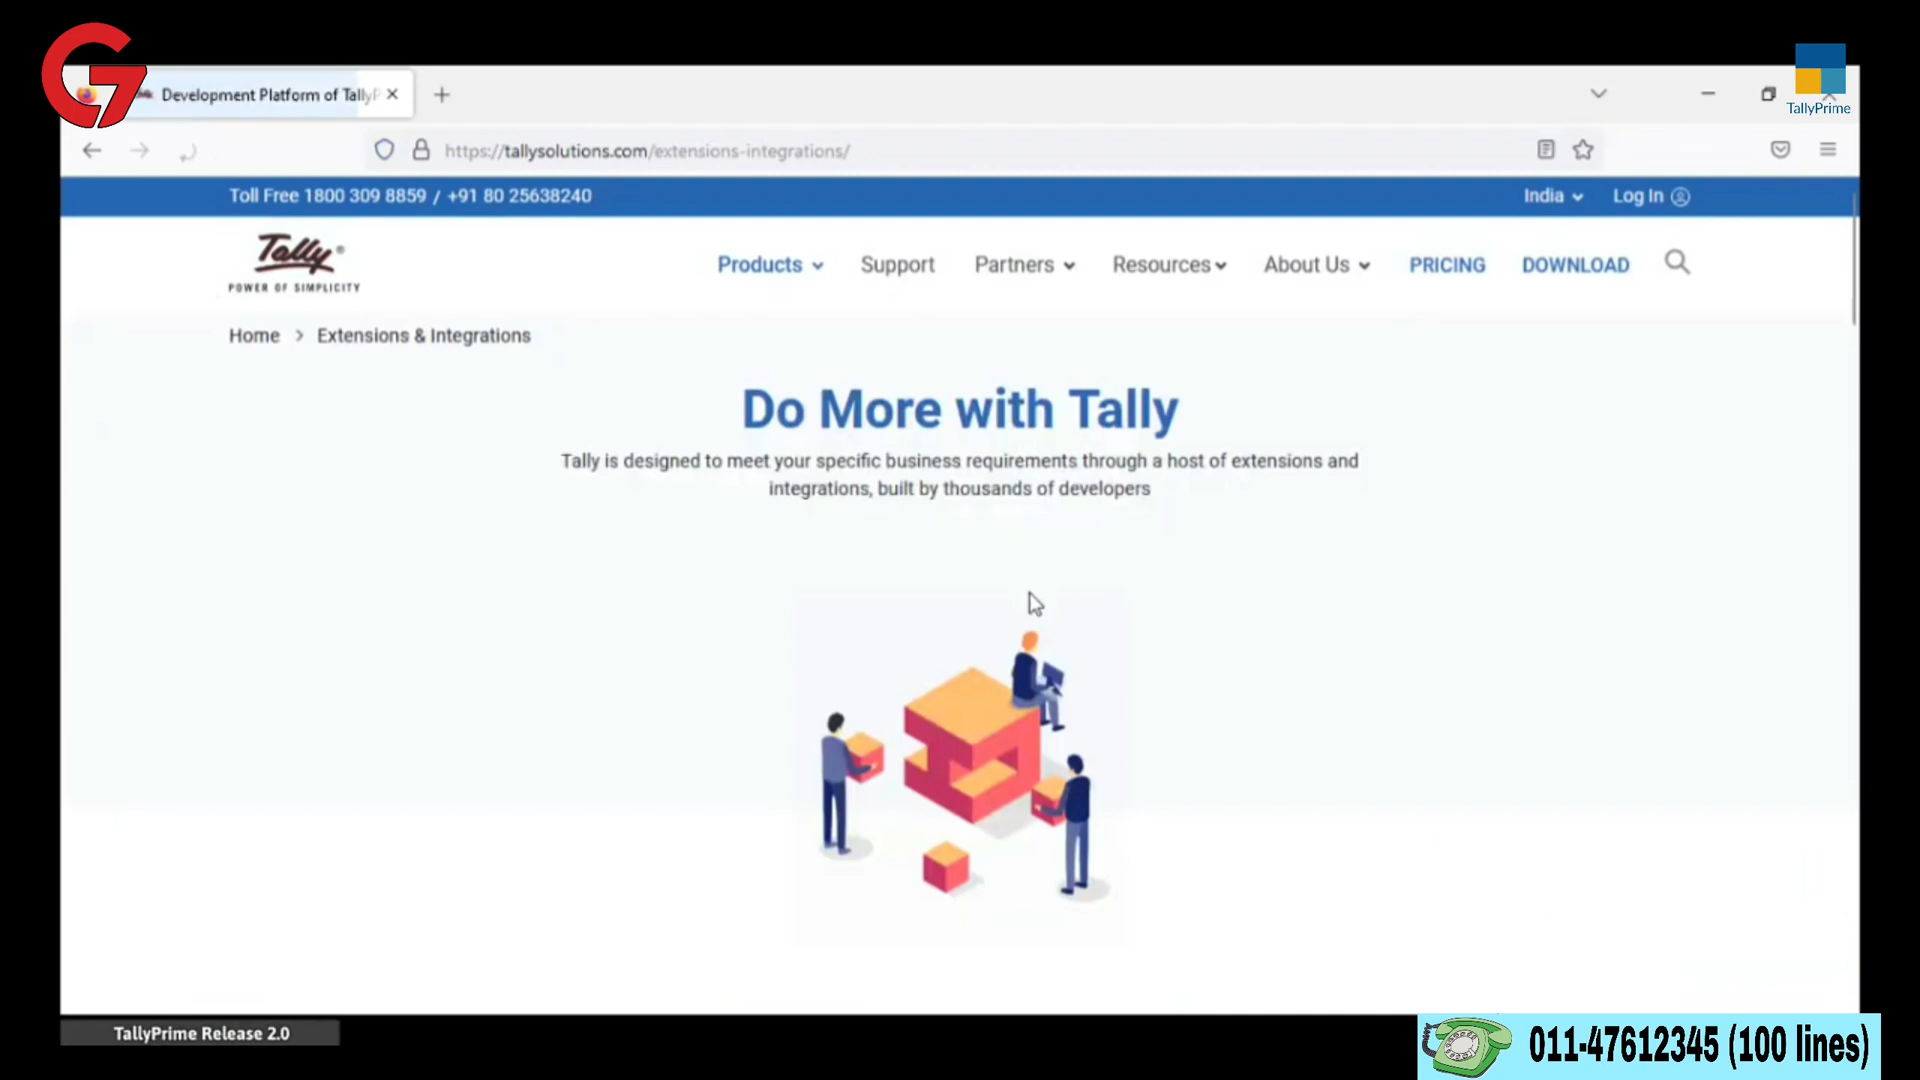 G7
TallyPrime
Development Platform of TallyP
https://tallysolutions.com/extensions-integrations/
Toll Free 1800 309 8859 / +91 80 25638240
India
Log In
Tally®
POWER OF SIMPLICITY
Products
Support
Partners
Resources
About Us
PRICING
DOWNLOAD
Home > Extensions & Integrations
Do More with Tally
Tally is designed to meet your specific business requirements through a host of extensions and
integrations, built by thousands of developers
TallyPrime Release 2.0
011-47612345 (100 lines)